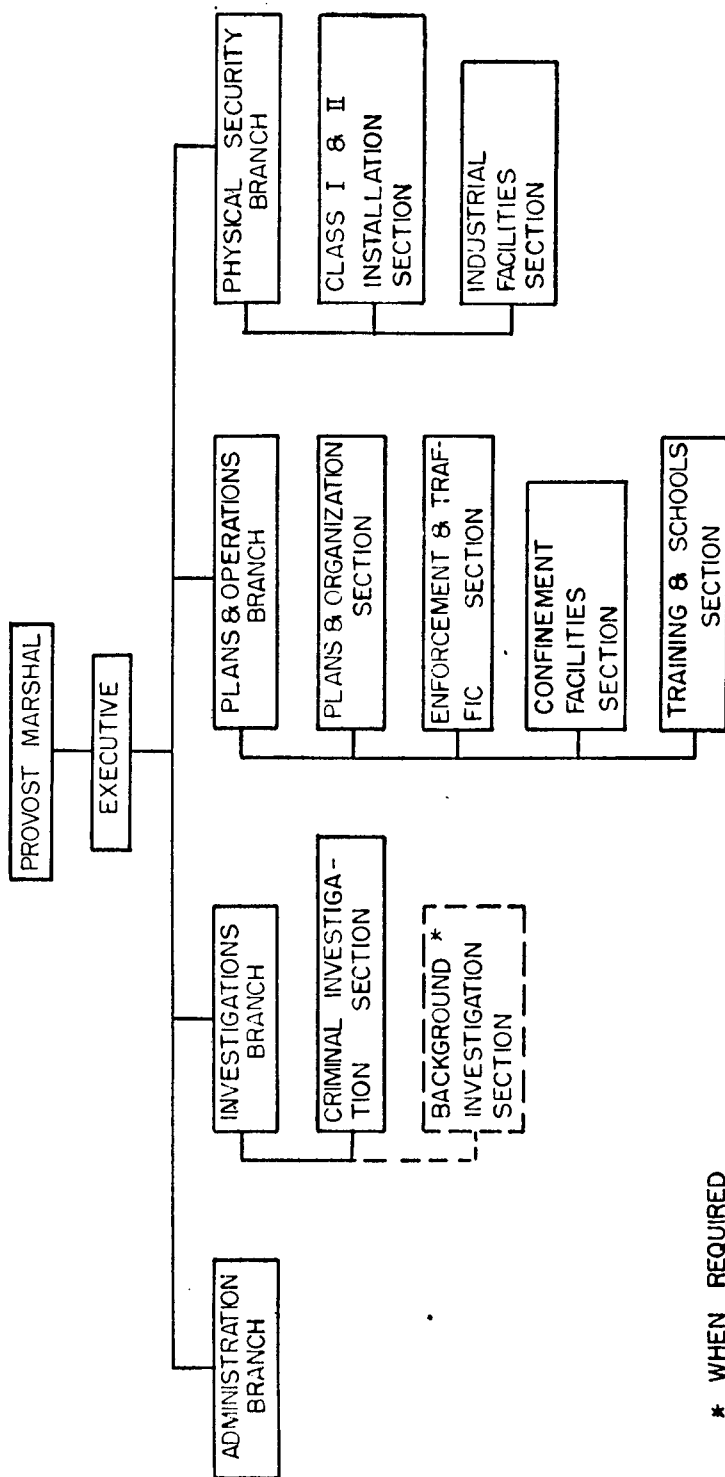 PROVOST MARSHAL
EXECUTIVE
ADMINISTRATION
BRANCH
INVESTIGATIONS
BRANCH
CRIMINAL INVESTIGA-
TION SECTION
BACKGROUND *
INVESTIGATION
SECTION
PLANS & OPERATIONS
BRANCH
PLANS & ORGANIZATION
SECTION
ENFORCEMENT & TRAF-
FIC SECTION
CONFINEMENT
FACILITIES
SECTION
TRAINING & SCHOOLS
SECTION
PHYSICAL SECURITY
BRANCH
CLASS I & II
INSTALLATION
SECTION
INDUSTRIAL
FACILITIES
SECTION
* WHEN REQUIRED